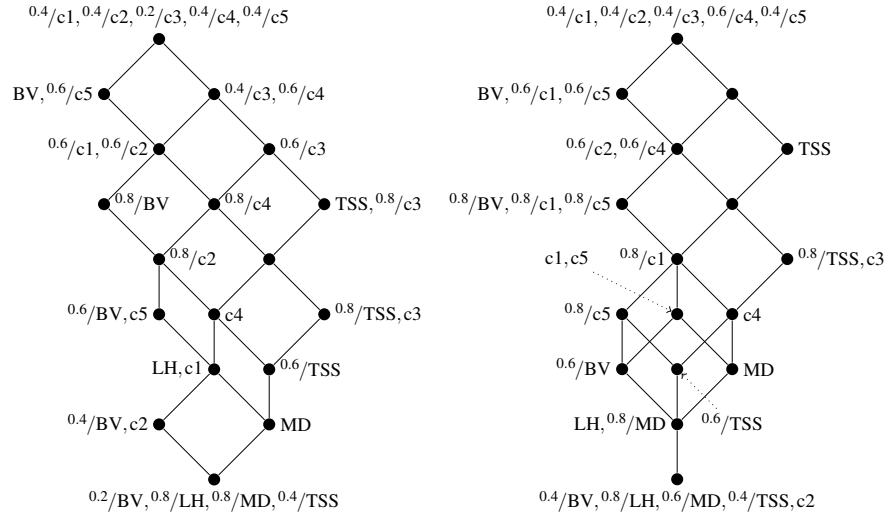 0.4/c1, 0.4/c2, 0.2/c3, 0.4/c4, 0.4/c5
BV, 0.6/c5
0.4/c3, 0.6/c4
0.6/c1, 0.6/c2
0.6/c3
0.8/BV
0.8/c4
TSS, 0.8/c3
0.8/c2
0.6/BV, c5
c4
0.8/TSS, c3
LH, c1
0.6/TSS
0.4/BV, c2
MD
0.2/BV, 0.8/LH, 0.8/MD, 0.4/TSS
0.4/c1, 0.4/c2, 0.4/c3, 0.6/c4, 0.4/c5
BV, 0.6/c1, 0.6/c5
0.6/c2, 0.6/c4
TSS
0.8/BV, 0.8/c1, 0.8/c5
c1, c5
0.8/c1
0.8/TSS, c3
0.8/c5
c4
0.6/BV
MD
LH, 0.8/MD
0.6/TSS
0.4/BV, 0.8/LH, 0.6/MD, 0.4/TSS, c2